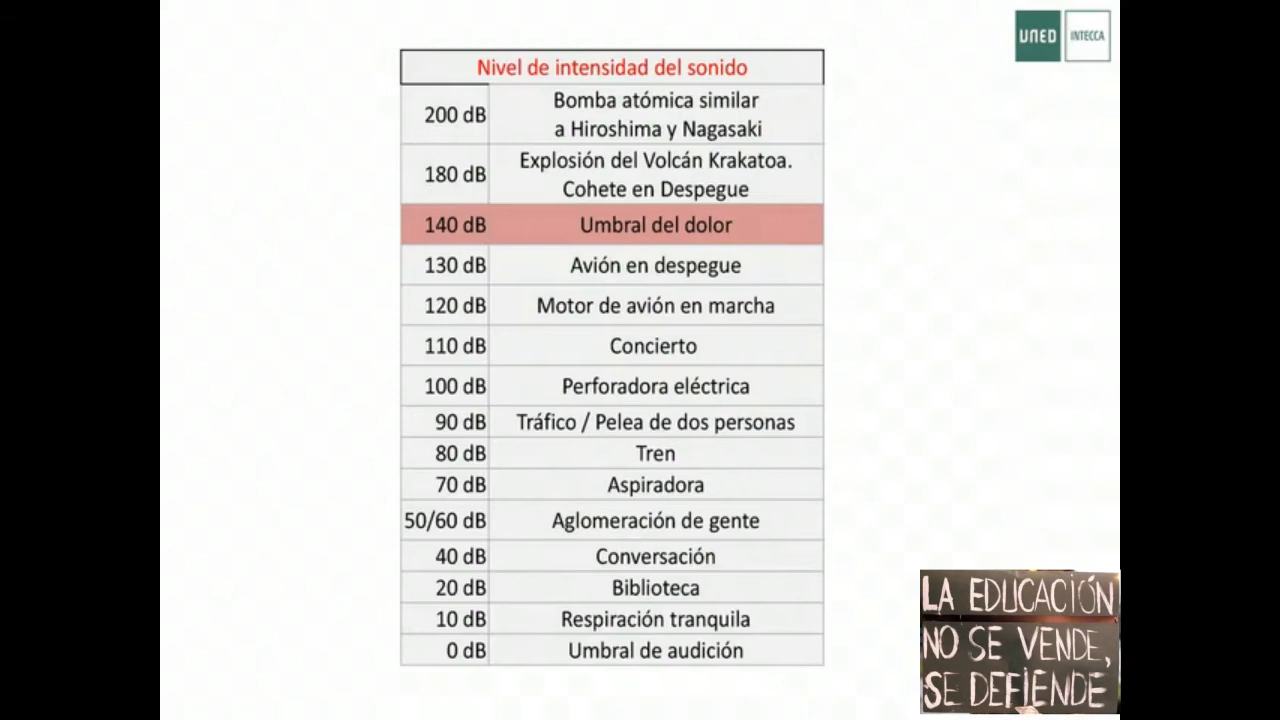 UNED INTECCA
Nivel de intensidad del sonido
200 dB Bomba atómica similar
a Hiroshima y Nagasaki
180 dB Explosión del Volcán Krakatoa.
Cohete en Despegue
140 dB Umbral del dolor
130 dB Avión en despegue
120 dB Motor de avión en marcha
110 dB Concierto
100 dB Perforadora eléctrica
90 dB Tráfico / Pelea de dos personas
80 dB Tren
70 dB Aspiradora
50/60 dB Aglomeración de gente
40 dB Conversación
20 dB Biblioteca
10 dB Respiración tranquila
0 dB Umbral de audición
LA EDUCACIÓN
NO SE VENDE,
SE DEFIENDE